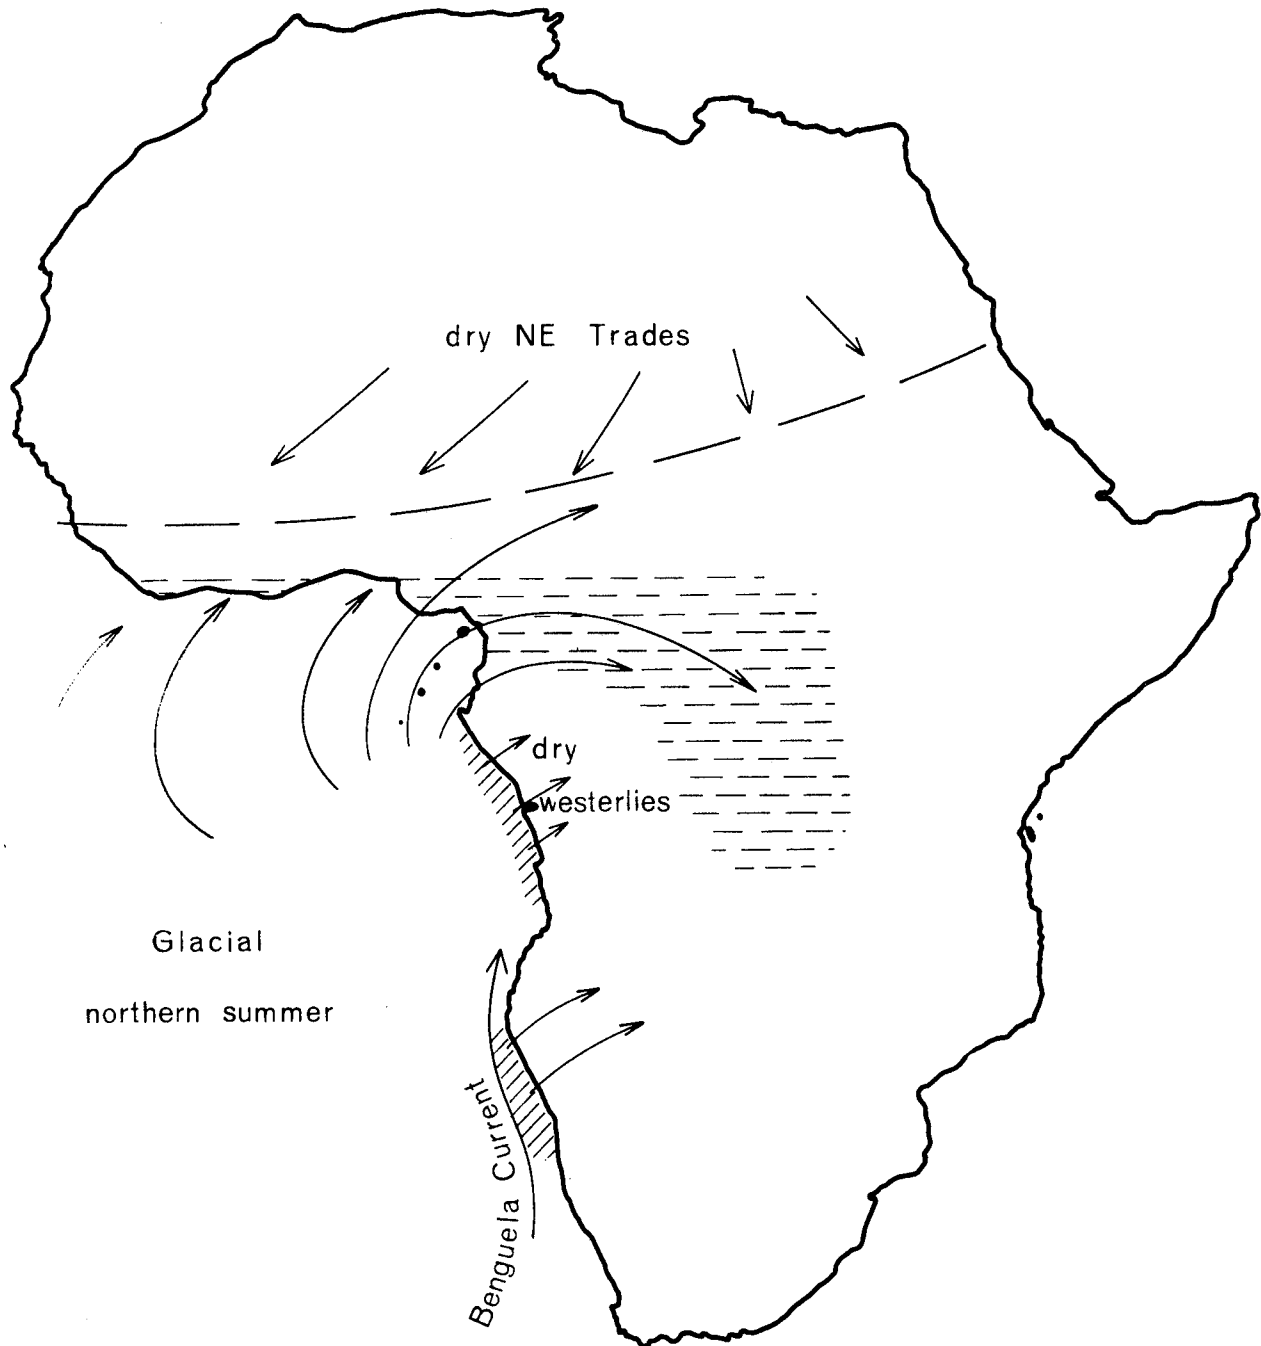 dry NE Trades
dry
westerlies
Glacial
northern summer
Benguela Current